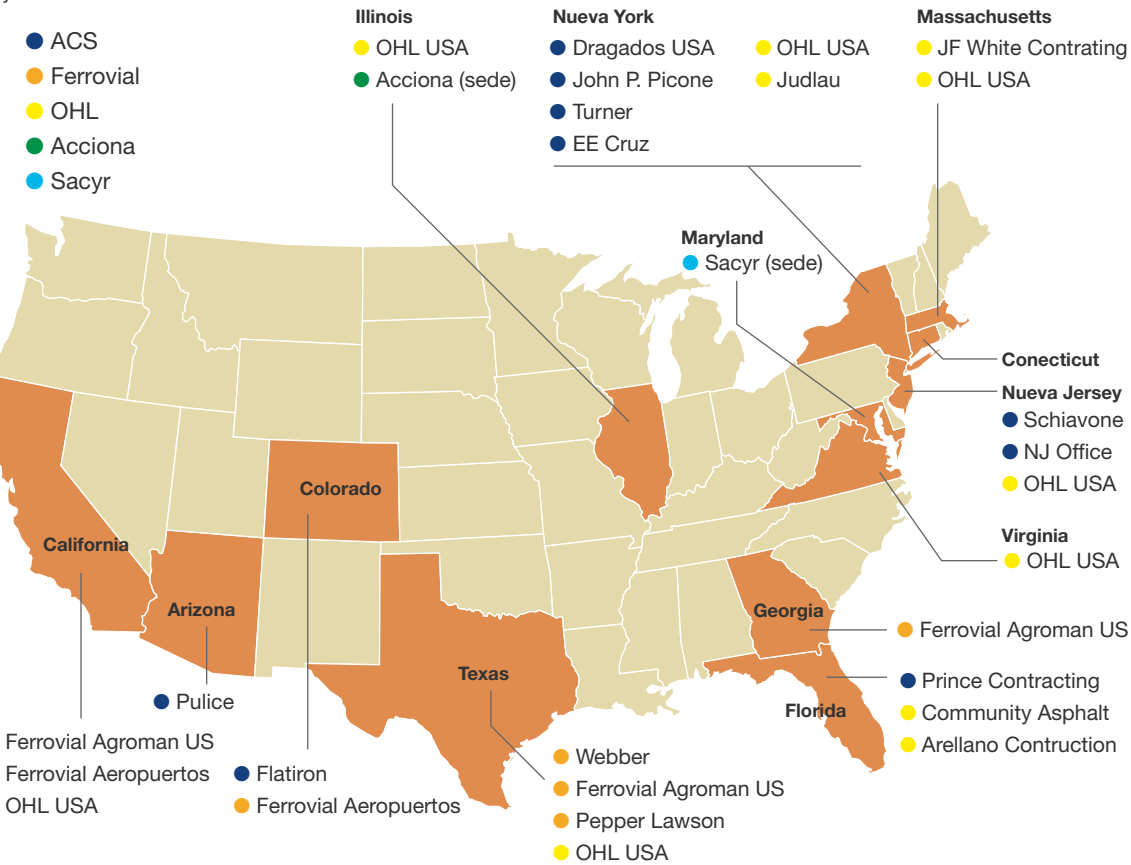 ACS
Ferrovial
OHL
Acciona
Sacyr
Illinois
OHL USA
Acciona (sede)
Nueva York
Dragados USA
John P. Picone
Turner
EE Cruz
OHL USA
Judlau
Massachusetts
JF White Contrating
OHL USA
Maryland
Sacyr (sede)
Conecticut
Nueva Jersey
Schiavone
NJ Office
OHL USA
Virginia
OHL USA
Colorado
California
Arizona
Georgia
Texas
Florida
Ferrovial Agroman US
Prince Contracting
Community Asphalt
Arellano Contruction
Pulice
Ferrovial Agroman US
Ferrovial Aeropuertos
OHL USA
Flatiron
Ferrovial Aeropuertos
Webber
Ferrovial Agroman US
Pepper Lawson
OHL USA